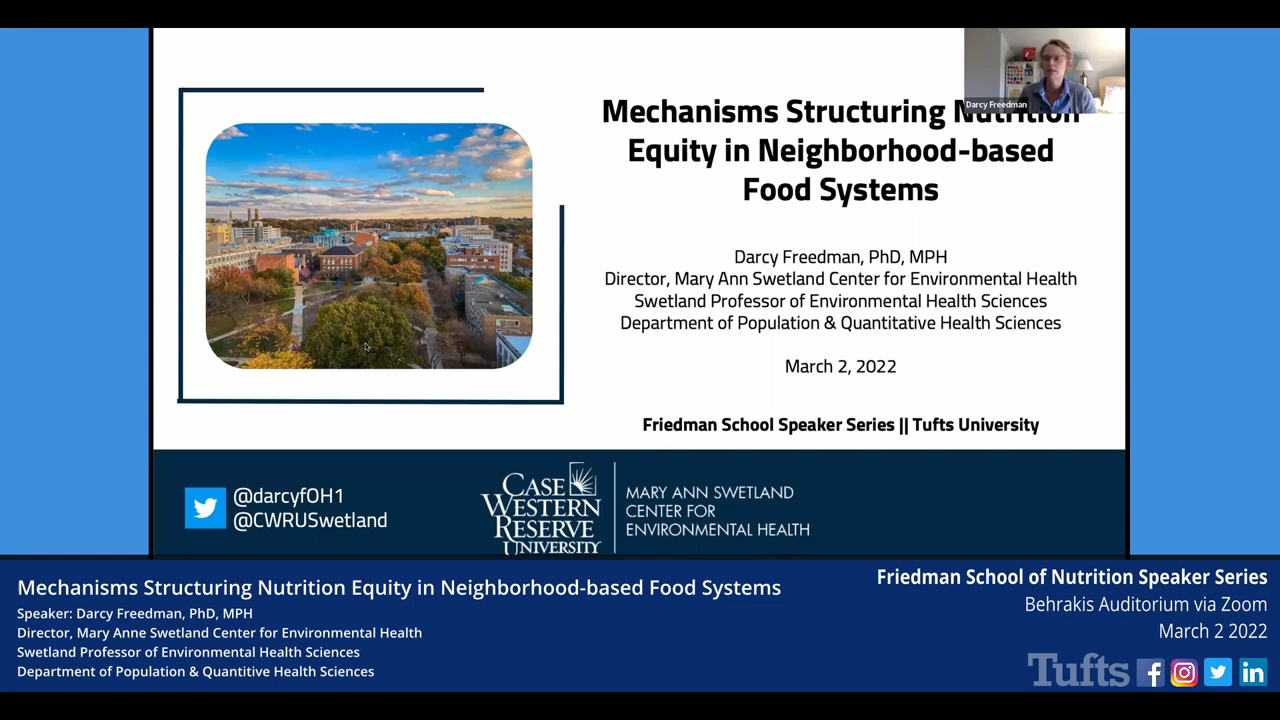 Darcy Freedman
Mechanisms Structuring Nutrition
Equity in Neighborhood-based
Food Systems
Darcy Freedman, PhD, MPH
Director, Mary Ann Swetland Center for Environmental Health
Swetland Professor of Environmental Health Sciences
Department of Population & Quantitative Health Sciences
March 2, 2022
Friedman School Speaker Series || Tufts University
@darcyfOH1
@CWRUSwetland
CASE
WESTERN
RESERVE
UNIVERSITY
MARY ANN SWETLAND
CENTER FOR
ENVIRONMENTAL HEALTH
Mechanisms Structuring Nutrition Equity in Neighborhood-based Food Systems
Speaker: Darcy Freedman, PhD, MPH
Director, Mary Anne Swetland Center for Environmental Health
Swetland Professor of Environmental Health Sciences
Department of Population & Quantitive Health Sciences
Friedman School of Nutrition Speaker Series
Behrakis Auditorium via Zoom
March 2 2022
Tufts